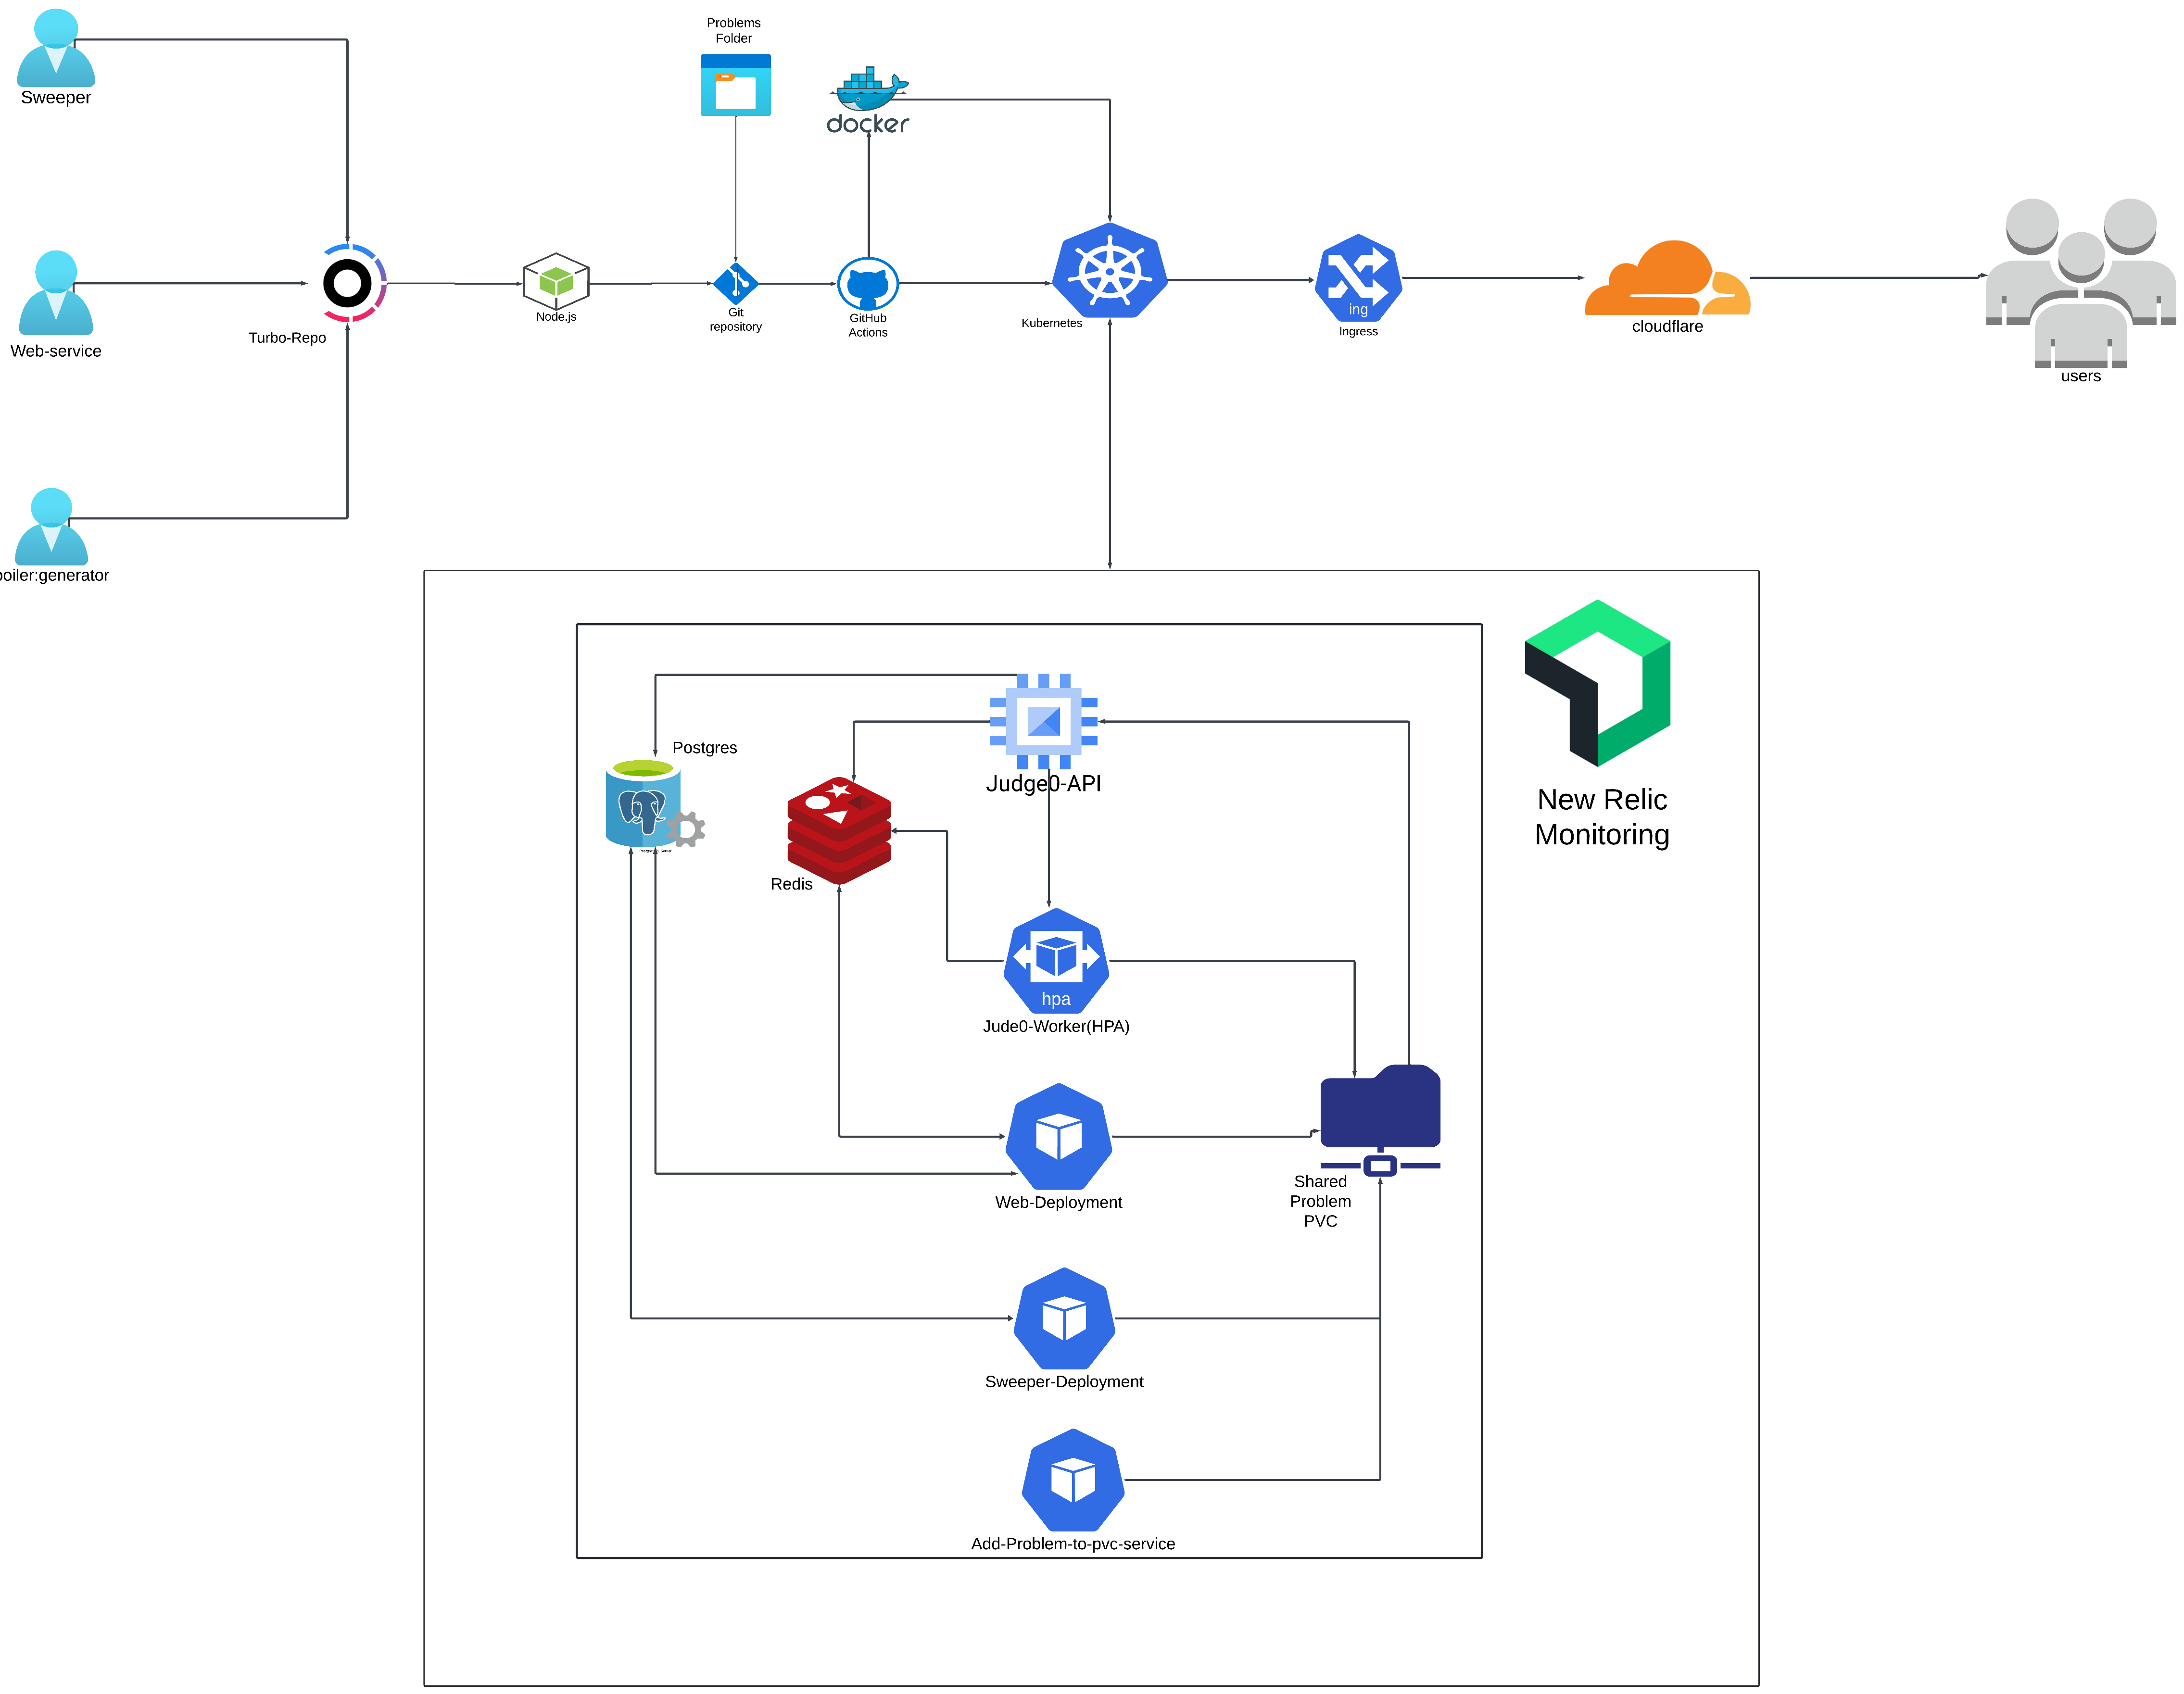 Problems
Folder
Sweeper
docker
Web-service
Turbo-Repo
Node.js
Git
repository
GitHub
Actions
Kubernetes
ing
Ingress
cloudflare
users
boiler:generator
Postgres
Judge0-API
New Relic
Monitoring
Redis
hpa
Jude0-Worker(HPA)
Web-Deployment
Shared
Problem
PVC
Sweeper-Deployment
Add-Problem-to-pvc-service